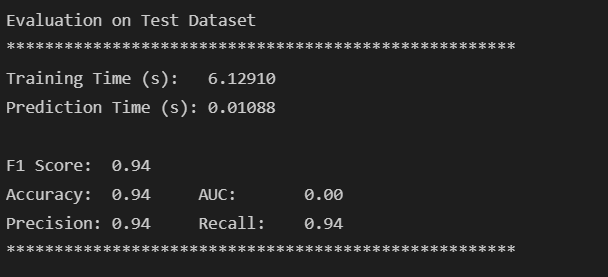 Evaluation on Test Dataset
*****************************************************
Training Time (s):   6.12910
Prediction Time (s): 0.01088
F1 Score:  0.94
Accuracy:  0.94     AUC:       0.00
Precision: 0.94     Recall:    0.94
*****************************************************